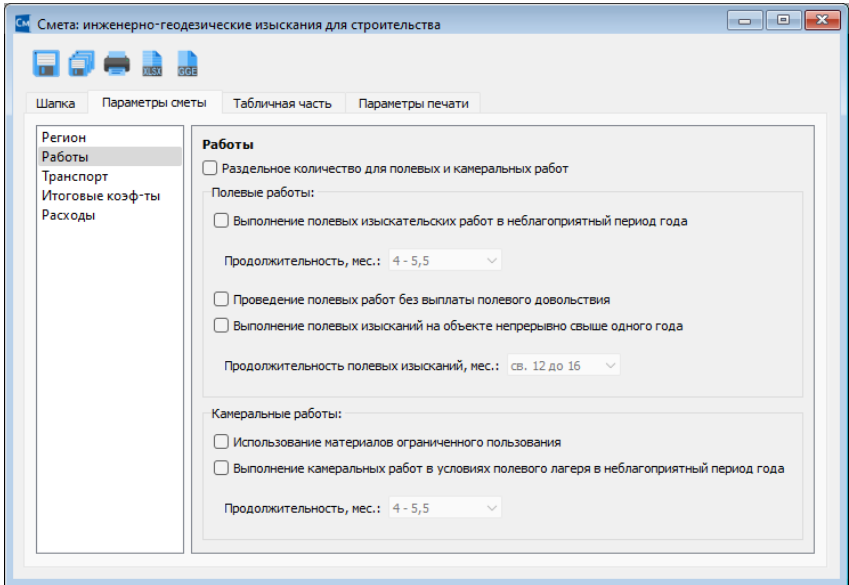 См Смета: инженерно-геодезические изыскания для строительства
XLSX GGE
Шапка Параметры сметы Табличная часть Параметры печати
Регион
Работы
Транспорт
Итоговые коэф-ты
Расходы
Работы
Раздельное количество для полевых и камеральных работ
Полевые работы:
Выполнение полевых изыскательских работ в неблагоприятный период года
Продолжительность, мес.: 4 - 5,5
Проведение полевых работ без выплаты полевого довольствия
Выполнение полевых изысканий на объекте непрерывно свыше одного года
Продолжительность полевых изысканий, мес.: св. 12 до 16
Камеральные работы:
Использование материалов ограниченного пользования
Выполнение камеральных работ в условиях полевого лагеря в неблагоприятный период года
Продолжительность, мес.: 4 - 5,5